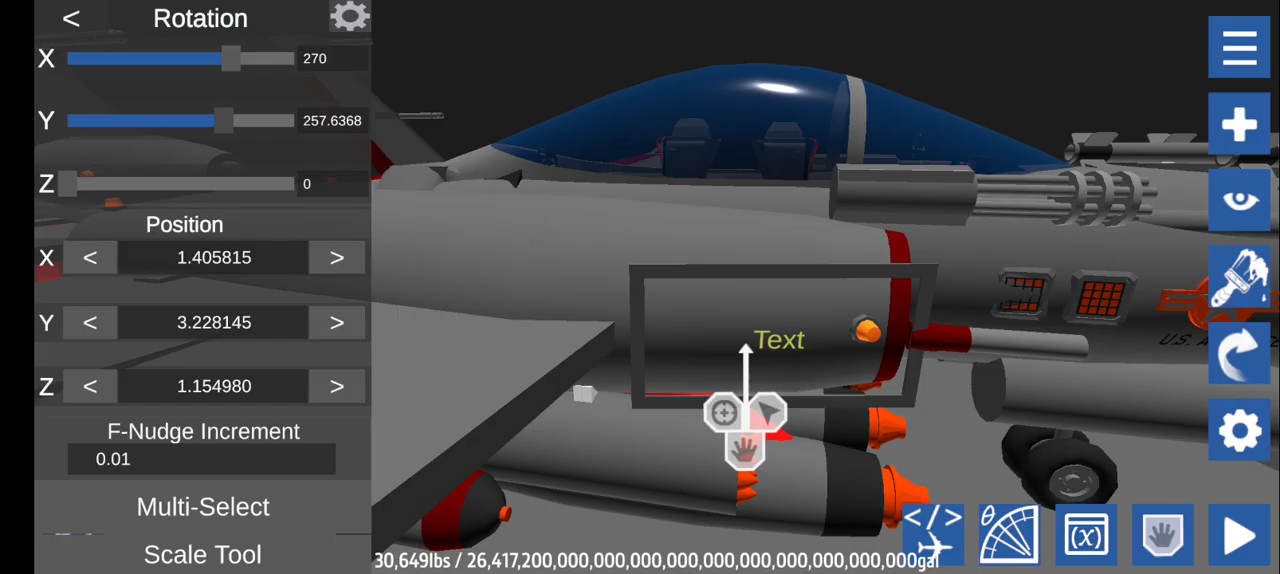 < Rotation
X 270
Y 257.6368
Z 0
Position
X < 1.405815 >
Y < 3.228145 >
Z < 1.154980 >
F-Nudge Increment
0.01
Multi-Select
Scale Tool
Text
</>
θ
(x)
30,649lbs / 26,417,200,000,000,000,000,000,000,000,000,000gal